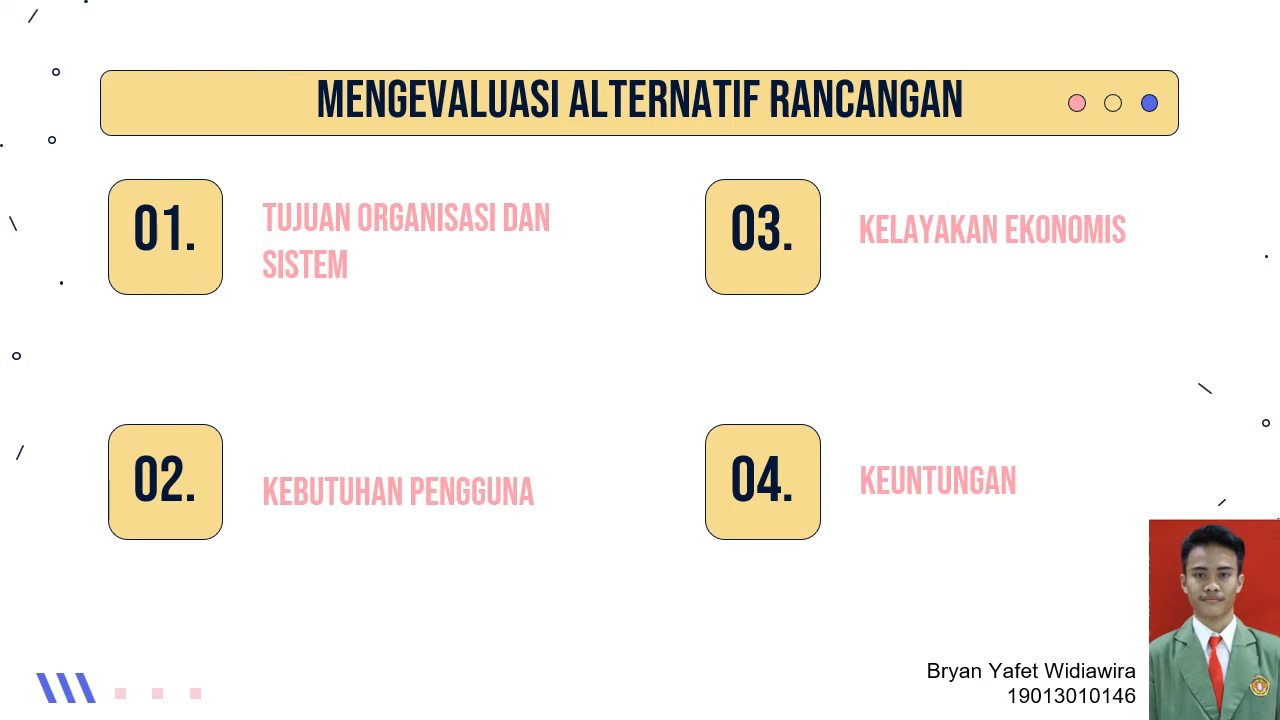 MENGEVALUASI ALTERNATIF RANCANGAN
01.
TUJUAN ORGANISASI DAN
SISTEM
02.
KEBUTUHAN PENGGUNA
03.
KELAYAKAN EKONOMIS
04.
KEUNTUNGAN
Bryan Yafet Widiawira
19013010146